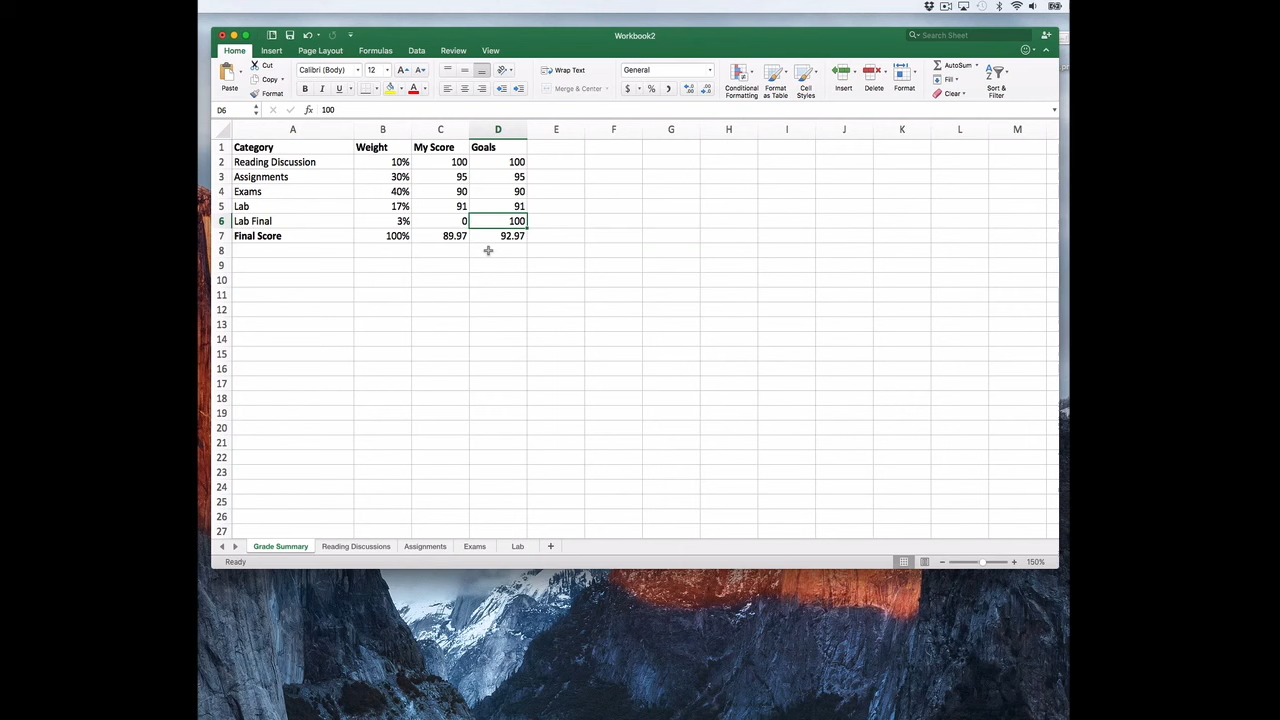 Workbook2
Search Sheet
Home Insert Page Layout Formulas Data Review View
Paste
Cut
Copy
Format
Calibri (Body) 12
B I U
Wrap Text
Merge & Center
General
$ % )
Conditional Formatting
Format as Table
Cell Styles
Insert
Delete
Format
AutoSum
Fill
Clear
Sort & Filter
D6 fx 100
A B C D E F G H I J K L M
1 Category Weight My Score Goals
2 Reading Discussion 10% 100 100
3 Assignments 30% 95 95
4 Exams 40% 90 90
5 Lab 17% 91 91
6 Lab Final 3% 0 100
7 Final Score 100% 89.97 92.97
8
9
10
11
12
13
14
15
16
17
18
19
20
21
22
23
24
25
26
27
Grade Summary Reading Discussions Assignments Exams Lab +
Ready 150%